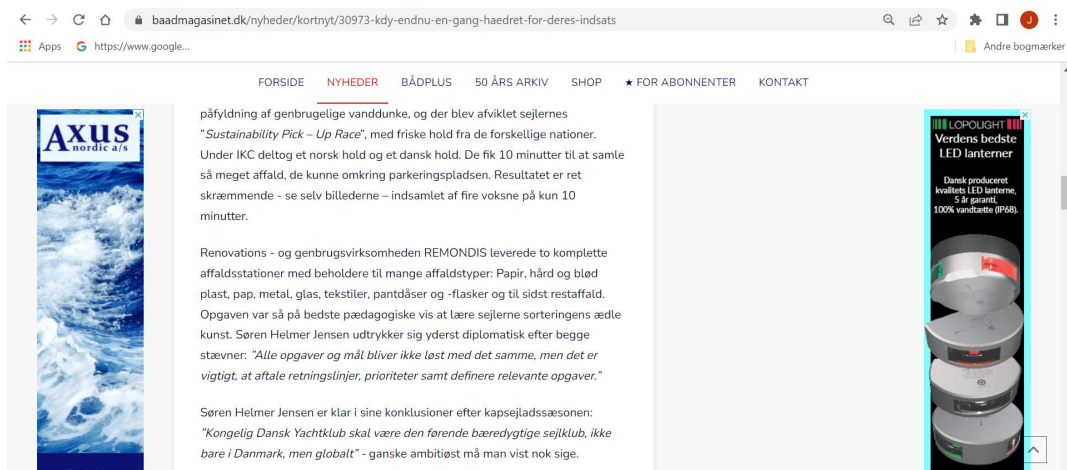 baadmagasinet.dk/nyheder/kortnyt/30973-kdy-endnu-en-gang-haedret-for-deres-indsats
J
Apps G https://www.google... Andre bogmærker
FORSIDE NYHEDER BÅDPLUS 50 ÅRS ARKIV SHOP ★ FOR ABONNENTER KONTAKT
AXUS
nordic a/s
påfyldning af genbrugelige vanddunke, og der blev afviklet sejlernes
"Sustainability Pick – Up Race", med friske hold fra de forskellige nationer.
Under IKC deltog et norsk hold og et dansk hold. De fik 10 minutter til at samle
så meget affald, de kunne omkring parkeringspladsen. Resultatet er ret
skræmmende - se selv billederne – indsamlet af fire voksne på kun 10
minutter.
Renovations - og genbrugsvirksomheden REMONDIS leverede to komplette
affaldsstationer med beholdere til mange affaldstyper: Papir, hård og blød
plast, pap, metal, glas, tekstiler, pantdåser og -flasker og til sidst restaffald.
Opgaven var så på bedste pædagogiske vis at lære sejlerne sorteringens ædle
kunst. Søren Helmer Jensen udtrykker sig yderst diplomatisk efter begge
stævner: "Alle opgaver og mål bliver ikke løst med det samme, men det er
vigtigt, at aftale retningslinjer, prioriteter samt definere relevante opgaver."
Søren Helmer Jensen er klar i sine konklusioner efter kapsejladssæsonen:
"Kongelig Dansk Yachtklub skal være den førende bæredygtige sejlklub, ikke
bare i Danmark, men globalt" - ganske ambitiøst må man vist nok sige.
LOPOLIGHT
Verdens bedste
LED lanterner
Dansk produceret
kvalitets LED lanterne,
5 år garanti,
100% vandtætte (IP68).